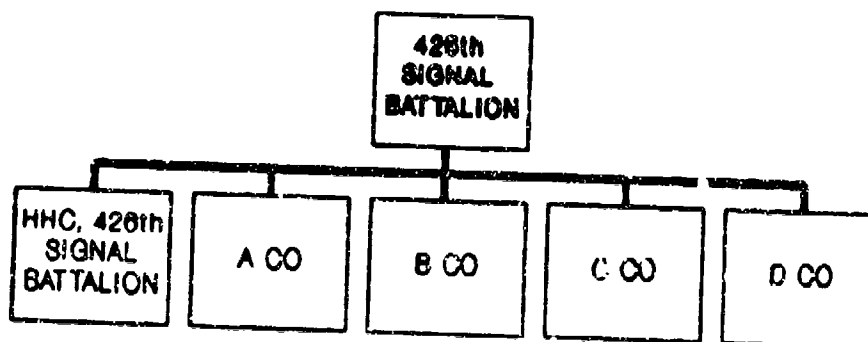 426th
SIGNAL
BATTALION
HHC, 426th
SIGNAL
BATTALION
A CO
B CO
C CO
D CO